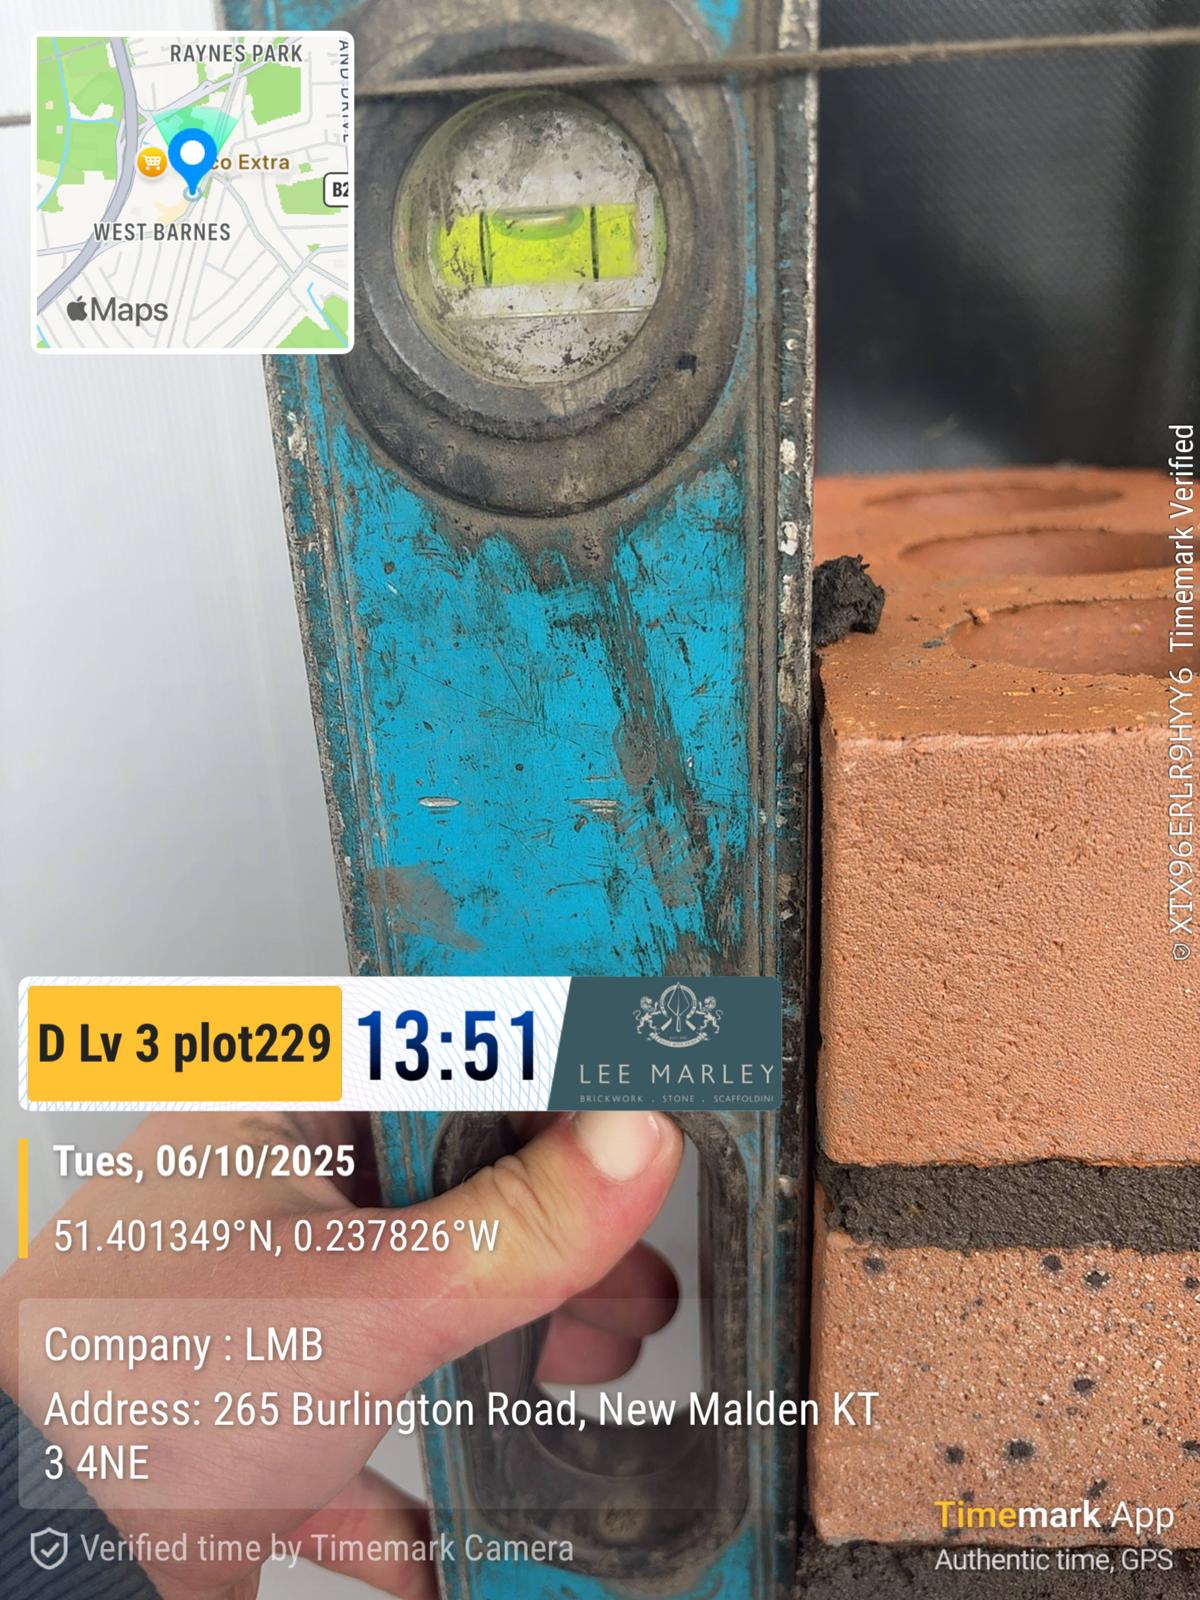 RAYNES PARK
co Extra
B2
WEST BARNES
Maps
XTX96ERLR9HYY6 Timemark Verified
D Lv 3 plot229
13:51
LEE MARLEY
BRICKWORK . STONE . SCAFFOLDIN
Tues, 06/10/2025
51.401349°N, 0.237826°W
Company : LMB
Address: 265 Burlington Road, New Malden KT
3 4NE
Timemark App
Verified time by Timemark Camera
Authentic time, GPS